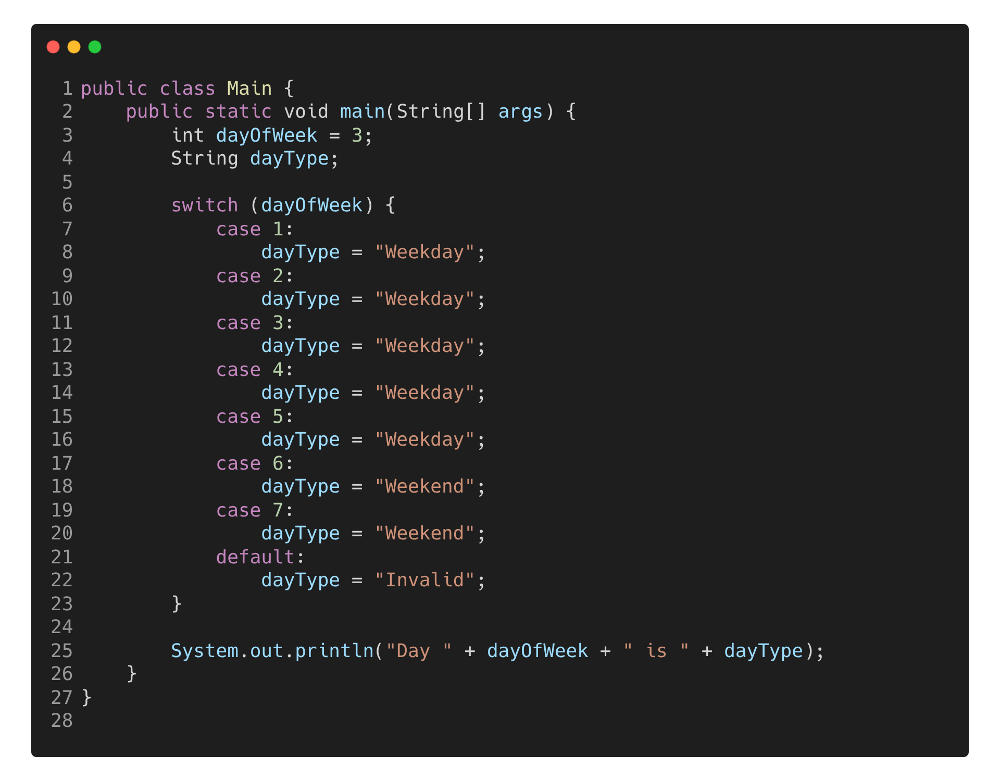 1 public class Main {
2     public static void main(String[] args) {
3         int dayOfWeek = 3;
4         String dayType;
5
6         switch (dayOfWeek) {
7             case 1:
8                 dayType = "Weekday";
9             case 2:
10                 dayType = "Weekday";
11             case 3:
12                 dayType = "Weekday";
13             case 4:
14                 dayType = "Weekday";
15             case 5:
16                 dayType = "Weekday";
17             case 6:
18                 dayType = "Weekend";
19             case 7:
20                 dayType = "Weekend";
21             default:
22                 dayType = "Invalid";
23         }
24
25         System.out.println("Day " + dayOfWeek + " is " + dayType);
26     }
27 }
28